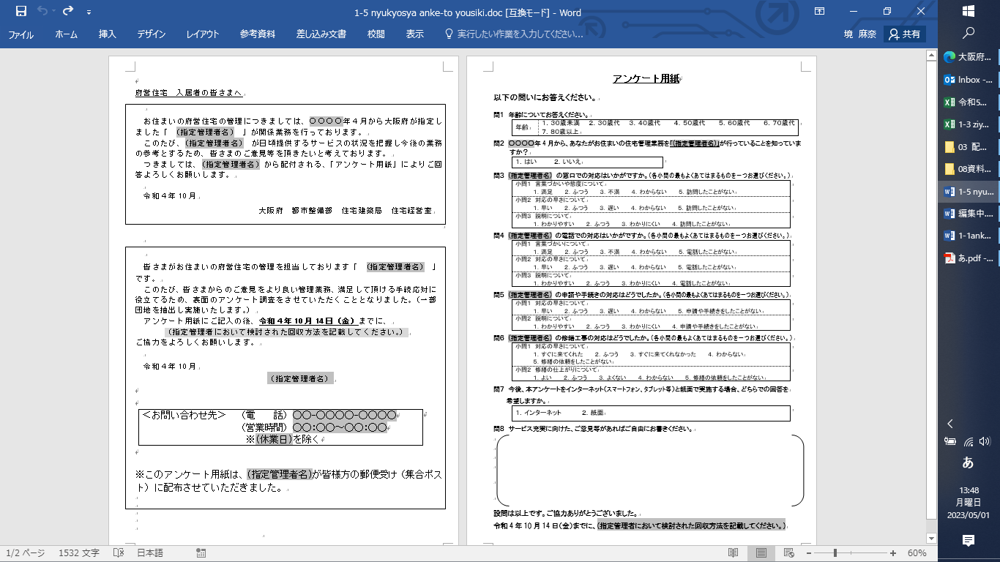 1-5 nyukyosya anke-to yousiki.doc [互換モード] - Word
ファイル ホーム 挿入 デザイン レイアウト 参考資料 差し込み文書 校閲 表示 実行したい作業を入力してください... 境 麻奈 共有
府営住宅　入居者の皆さまへ
お住まいの府営住宅の管理につきましては、〇〇〇〇年４月から大阪府が指定し
ました「　(指定管理者名)　」が関係業務を行っております。
このたび、(指定管理者名)　が日頃提供するサービスの状況を把握し今後の業務
の参考とするため、皆さまのご意見等を頂きたいと考えております。
つきましては、(指定管理者名) から配付される、「アンケート用紙」によりご回
答よろしくお願いします。
令和４年10月
大阪府　都市整備部　住宅建築局　住宅経営室
皆さまがお住まいの府営住宅の管理を担当しております「　(指定管理者名)　」
です。
このたび、皆さまからのご意見をより良い管理業務、満足して頂ける手続応対に
役立てるため、裏面のアンケート調査をさせていただくこととなりました。(一部
団地を抽出し実施いたします。)
アンケート用紙にご記入の後、令和４年10月14日（金）までに、
（指定管理者において検討された回収方法を記載してください。）
ご協力をよろしくお願いします。
令和４年10月
（指定管理者名）
＜お問い合わせ先＞　（電　　話）〇〇-〇〇〇〇-〇〇〇〇
（営業時間）〇〇：〇〇～〇〇：〇〇
※(休業日)を除く
※このアンケート用紙は、(指定管理者名)が皆様方の郵便受け（集合ポス
ト）に配布させていただきました。
アンケート用紙
以下の問いにお答えください。
問1 年齢についてお答えください。
年齢 1. 30歳未満 2. 30歳代 3. 40歳代 4. 50歳代 5. 60歳代 6. 70歳代
7. 80歳以上
問2 〇〇〇〇年4月から、あなたがお住まいの住宅管理業務を「(指定管理者名)」が行っていることを知っていま
すか？
1. はい 2. いいえ
問3 (指定管理者名) の窓口での対応はいかがですか。(各小問の最もよくあてはまるものを一つお選びください。)
小問1 言葉づかいや態度について
1. 満足 2. ふつう 3. 不満 4. わからない 5. 訪問したことがない
小問2 対応の早さについて
1. 早い 2. ふつう 3. 遅い 4. わからない 5. 訪問したことがない
小問3 説明について
1. わかりやすい 2. ふつう 3. わかりにくい 4. 訪問したことがない
問4 (指定管理者名) の電話での対応はいかがですか。(各小問の最もよくあてはまるものを一つお選びください。)
小問1 言葉づかいについて
1. 満足 2. ふつう 3. 不満 4. わからない 5. 電話したことがない
小問2 対応の早さについて
1. 早い 2. ふつう 3. 遅い 4. わからない 5. 電話したことがない
小問3 説明について
1. わかりやすい 2. ふつう 3. わかりにくい 4. 電話したことがない
問5 (指定管理者名) の申請や手続きの対応はどうでしたか。(各小問の最もよくあてはまるものを一つお選びください。)
小問1 対応の早さについて
1. 早い 2. ふつう 3. 遅い 4. わからない 5. 申請や手続きをしたことがない
小問2 説明について
1. わかりやすい 2. ふつう 3. わかりにくい 4. 申請や手続きをしたことがない
問6 (指定管理者名) の修繕工事の対応はどうでしたか。(各小問の最もよくあてはまるものを一つお選びください。)
小問1 対応の早さについて
1. すぐに来てくれた 2. ふつう 3. すぐに来てくれなかった 4. わからない
5. 修繕の依頼をしたことがない
小問2 修繕の仕上がりについて
1. よい 2. ふつう 3. よくない 4. わからない 5. 修繕の依頼をしたことがない
問7 今後、本アンケートをインターネット(スマートフォン、タブレット等)と紙面で実施する場合、どちらでの回答を
希望しますか。
1. インターネット 2. 紙面
問8 サービス充実に向けた、ご意見等があればご自由にお書きください。
設問は以上です。ご協力ありがとうございました。
令和4年10月14日(金)までに、(指定管理者において検討された回収方法を記載してください。)
1/2 ページ 1532 文字 日本語 60%
大阪府...
Inbox -...
令和5...
1-3 ziy...
03 配...
08資料...
1-5 nyu...
編集中....
1-1ank...
あ.pdf -...
あ
13:48
月曜日
2023/05/01